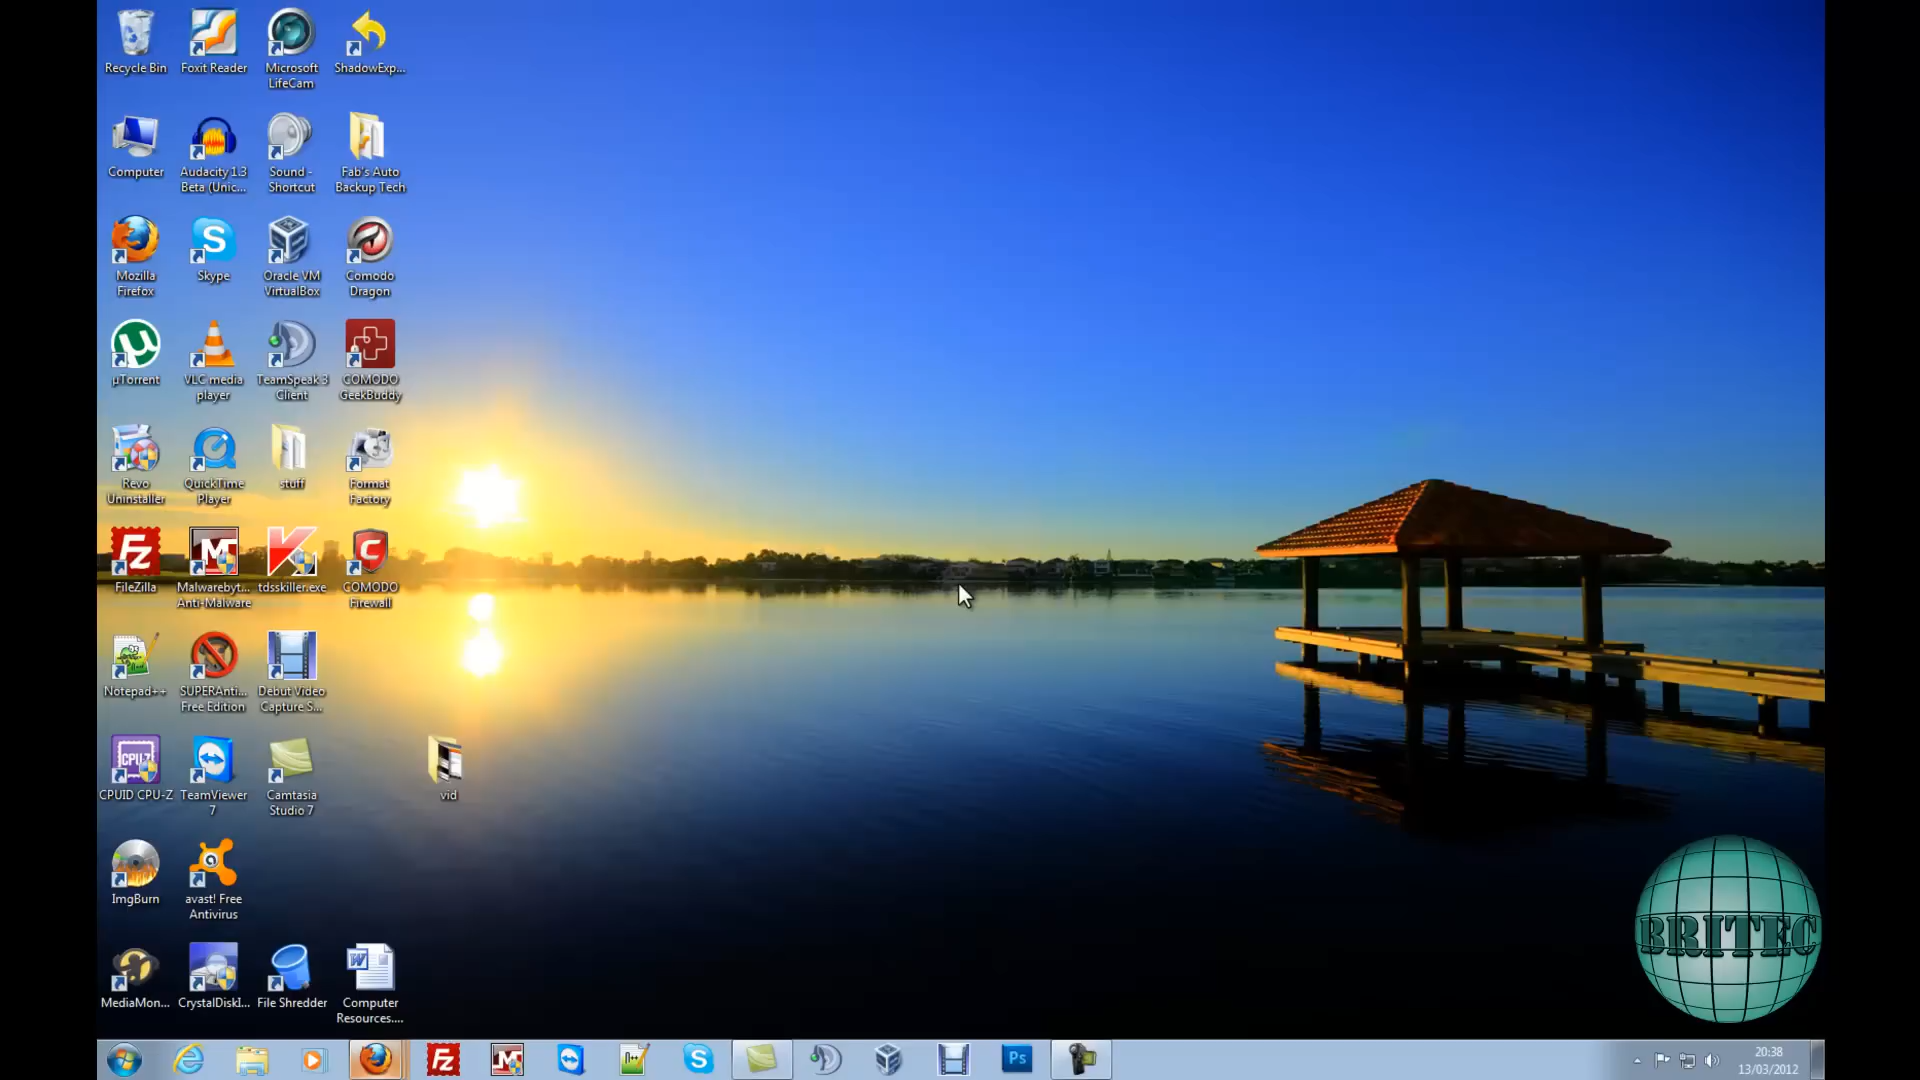 Recycle Bin
Foxit Reader
Microsoft
LifeCam
ShadowExp...
Computer
Audacity 1.3
Beta (Unic...
Sound -
Shortcut
Fab's Auto
Backup Tech
Mozilla
Firefox
Skype
Oracle VM
VirtualBox
Comodo
Dragon
µTorrent
VLC media
player
TeamSpeak 3
Client
COMODO
GeekBuddy
Revo
Uninstaller
QuickTime
Player
stuff
Format
Factory
FileZilla
Malwareby​t...
Anti-Malware
tdsskiller.exe
COMODO
Firewall
Notepad++
SUPERAnti...
Free Edition
Debut Video
Capture S...
CPUID CPU-Z
TeamViewer
7
Camtasia
Studio 7
vid
ImgBurn
avast! Free
Antivirus
MediaMon...
CrystalDiskI...
File Shredder
Computer
Resources....
BRITEC
20:38
13/03/2012